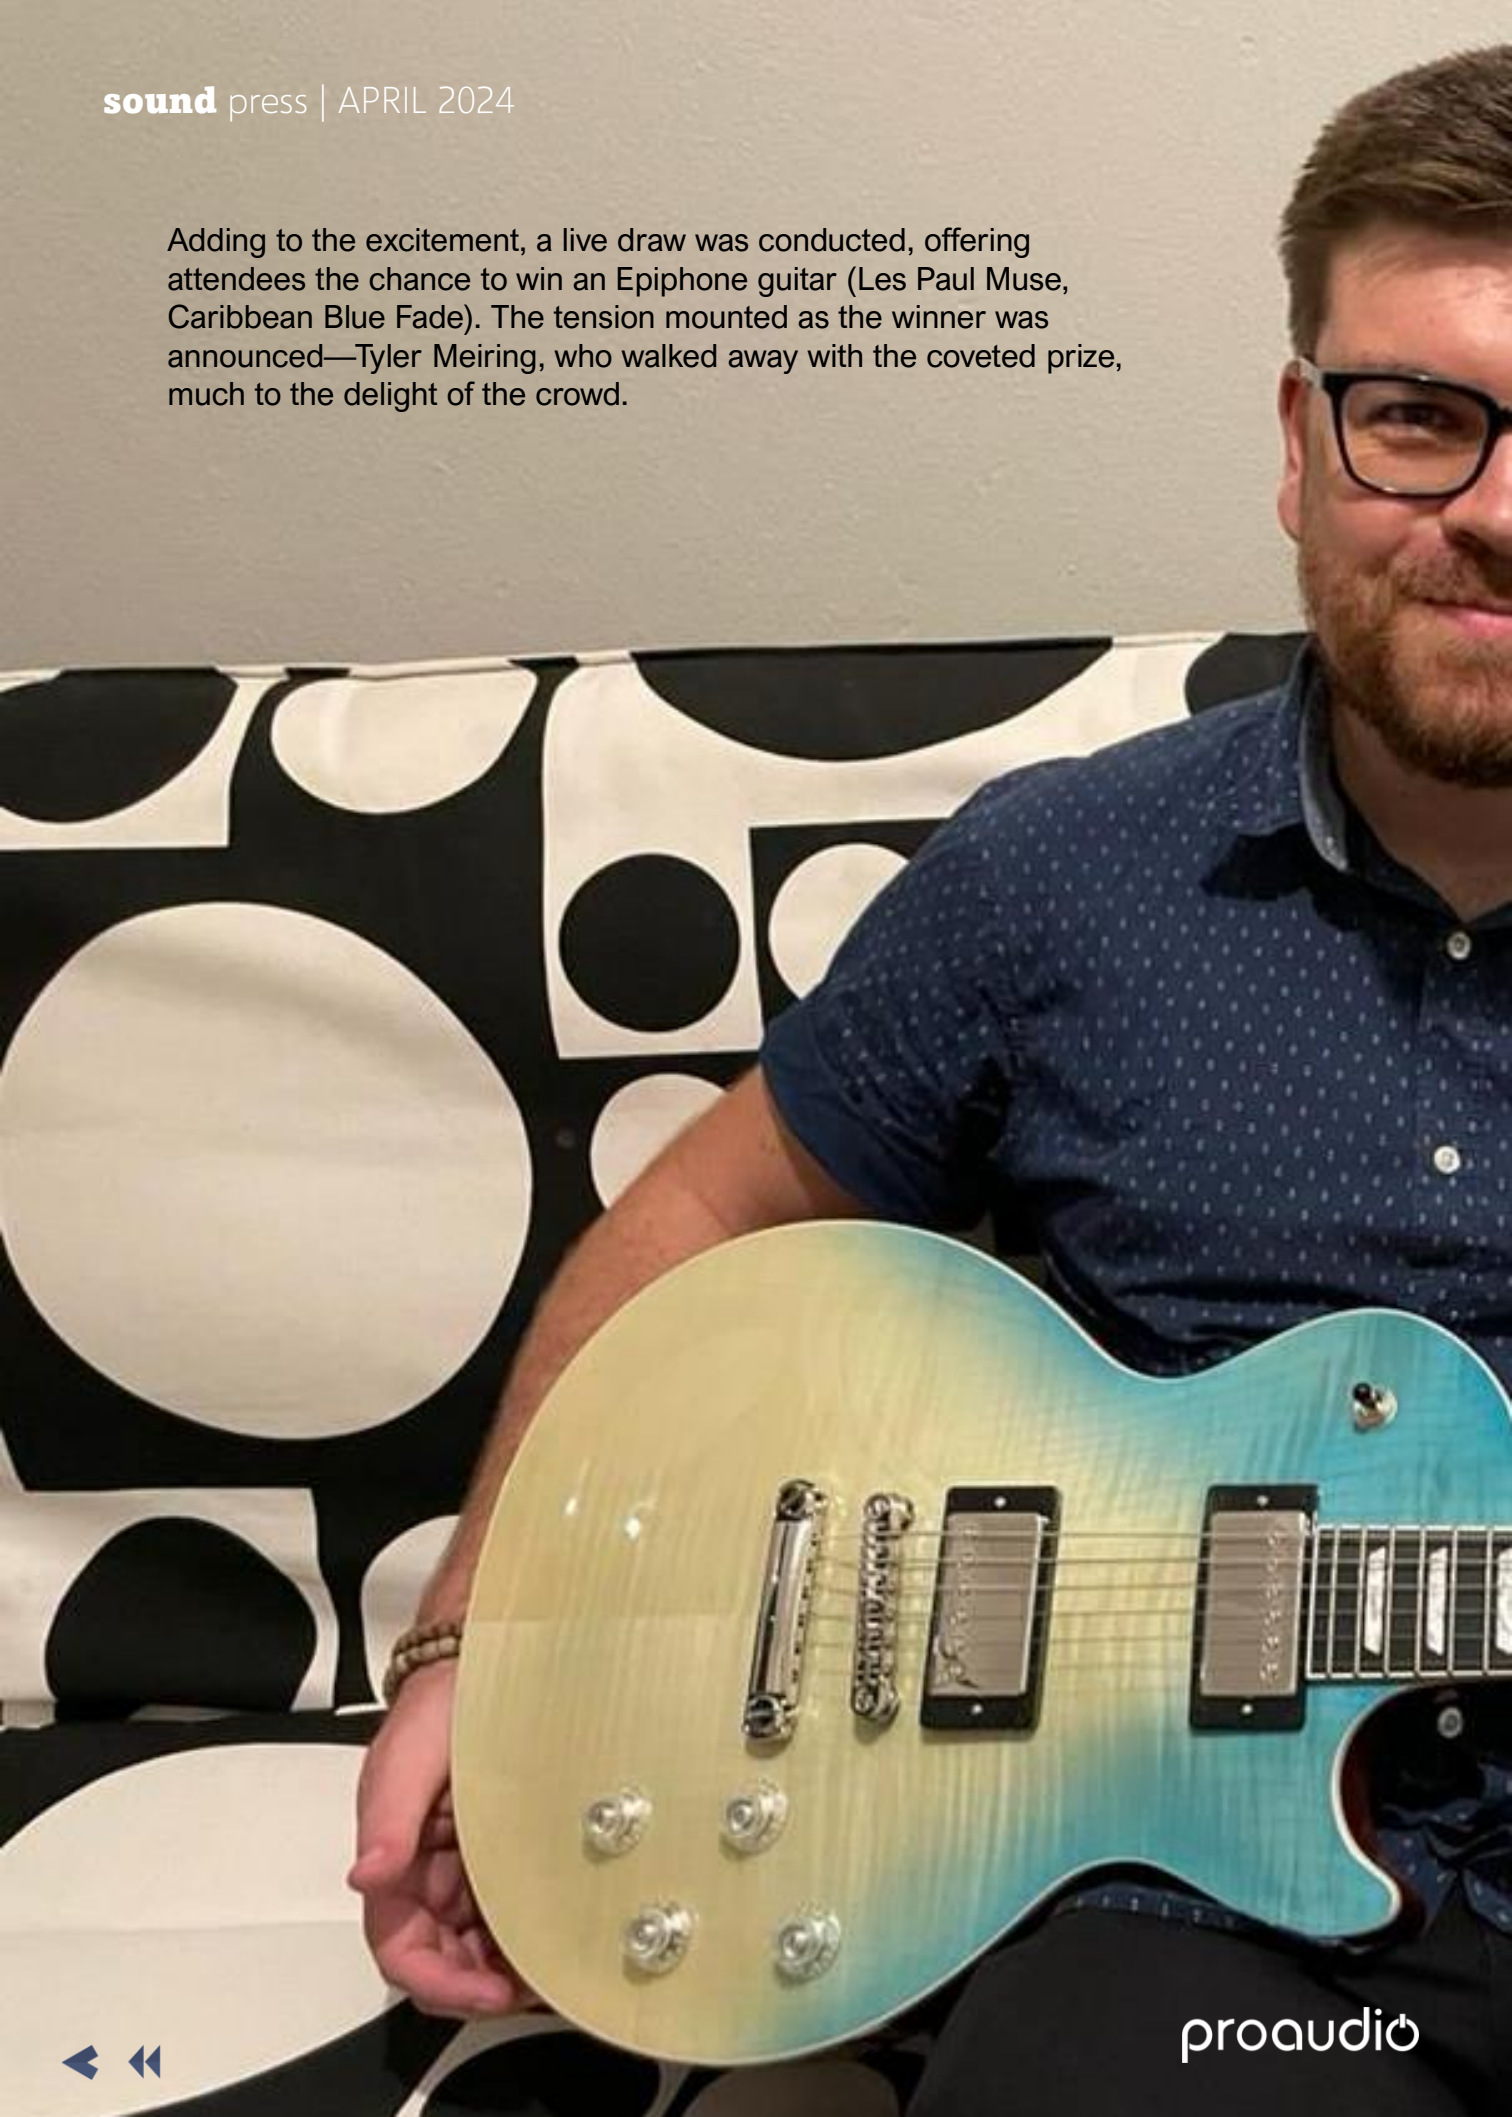 sound press | APRIL 2024
Adding to the excitement, a live draw was conducted, offering
attendees the chance to win an Epiphone guitar (Les Paul Muse,
Caribbean Blue Fade). The tension mounted as the winner was
announced—Tyler Meiring, who walked away with the coveted prize,
much to the delight of the crowd.
proaudio